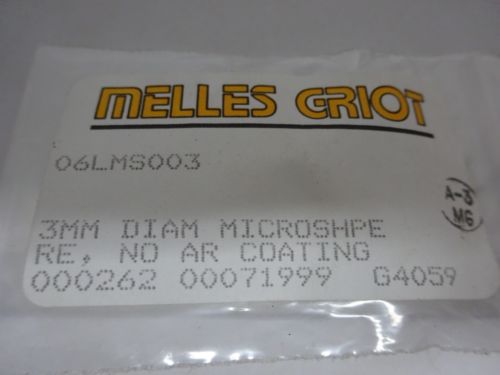 MELLES GRIOT
06LMS003
A-3
M6
3MM DIAM MICROSHPE
RE, NO AR COATING
000262 00071999 G4059